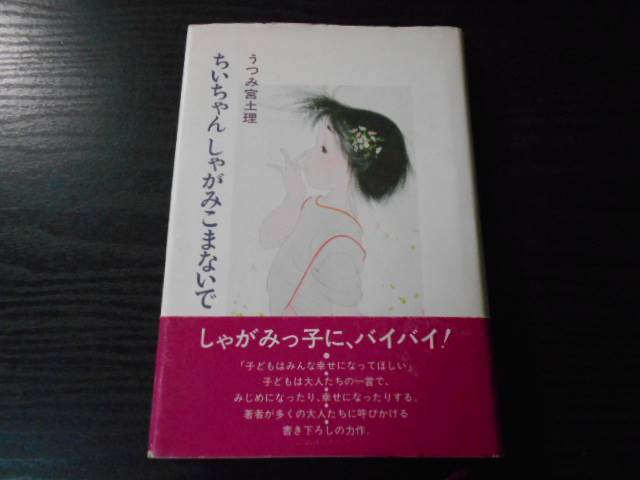 うつみ宮土理
ちいちゃんしゃがみこまないで
しゃがみっ子に、バイバイ!
「子どもはみんな幸せになってほしい」
子どもは大人たちの一言で、
みじめになったり、幸せになったりする。
著者が多くの大人たちに呼びかける
書き下ろしの力作。